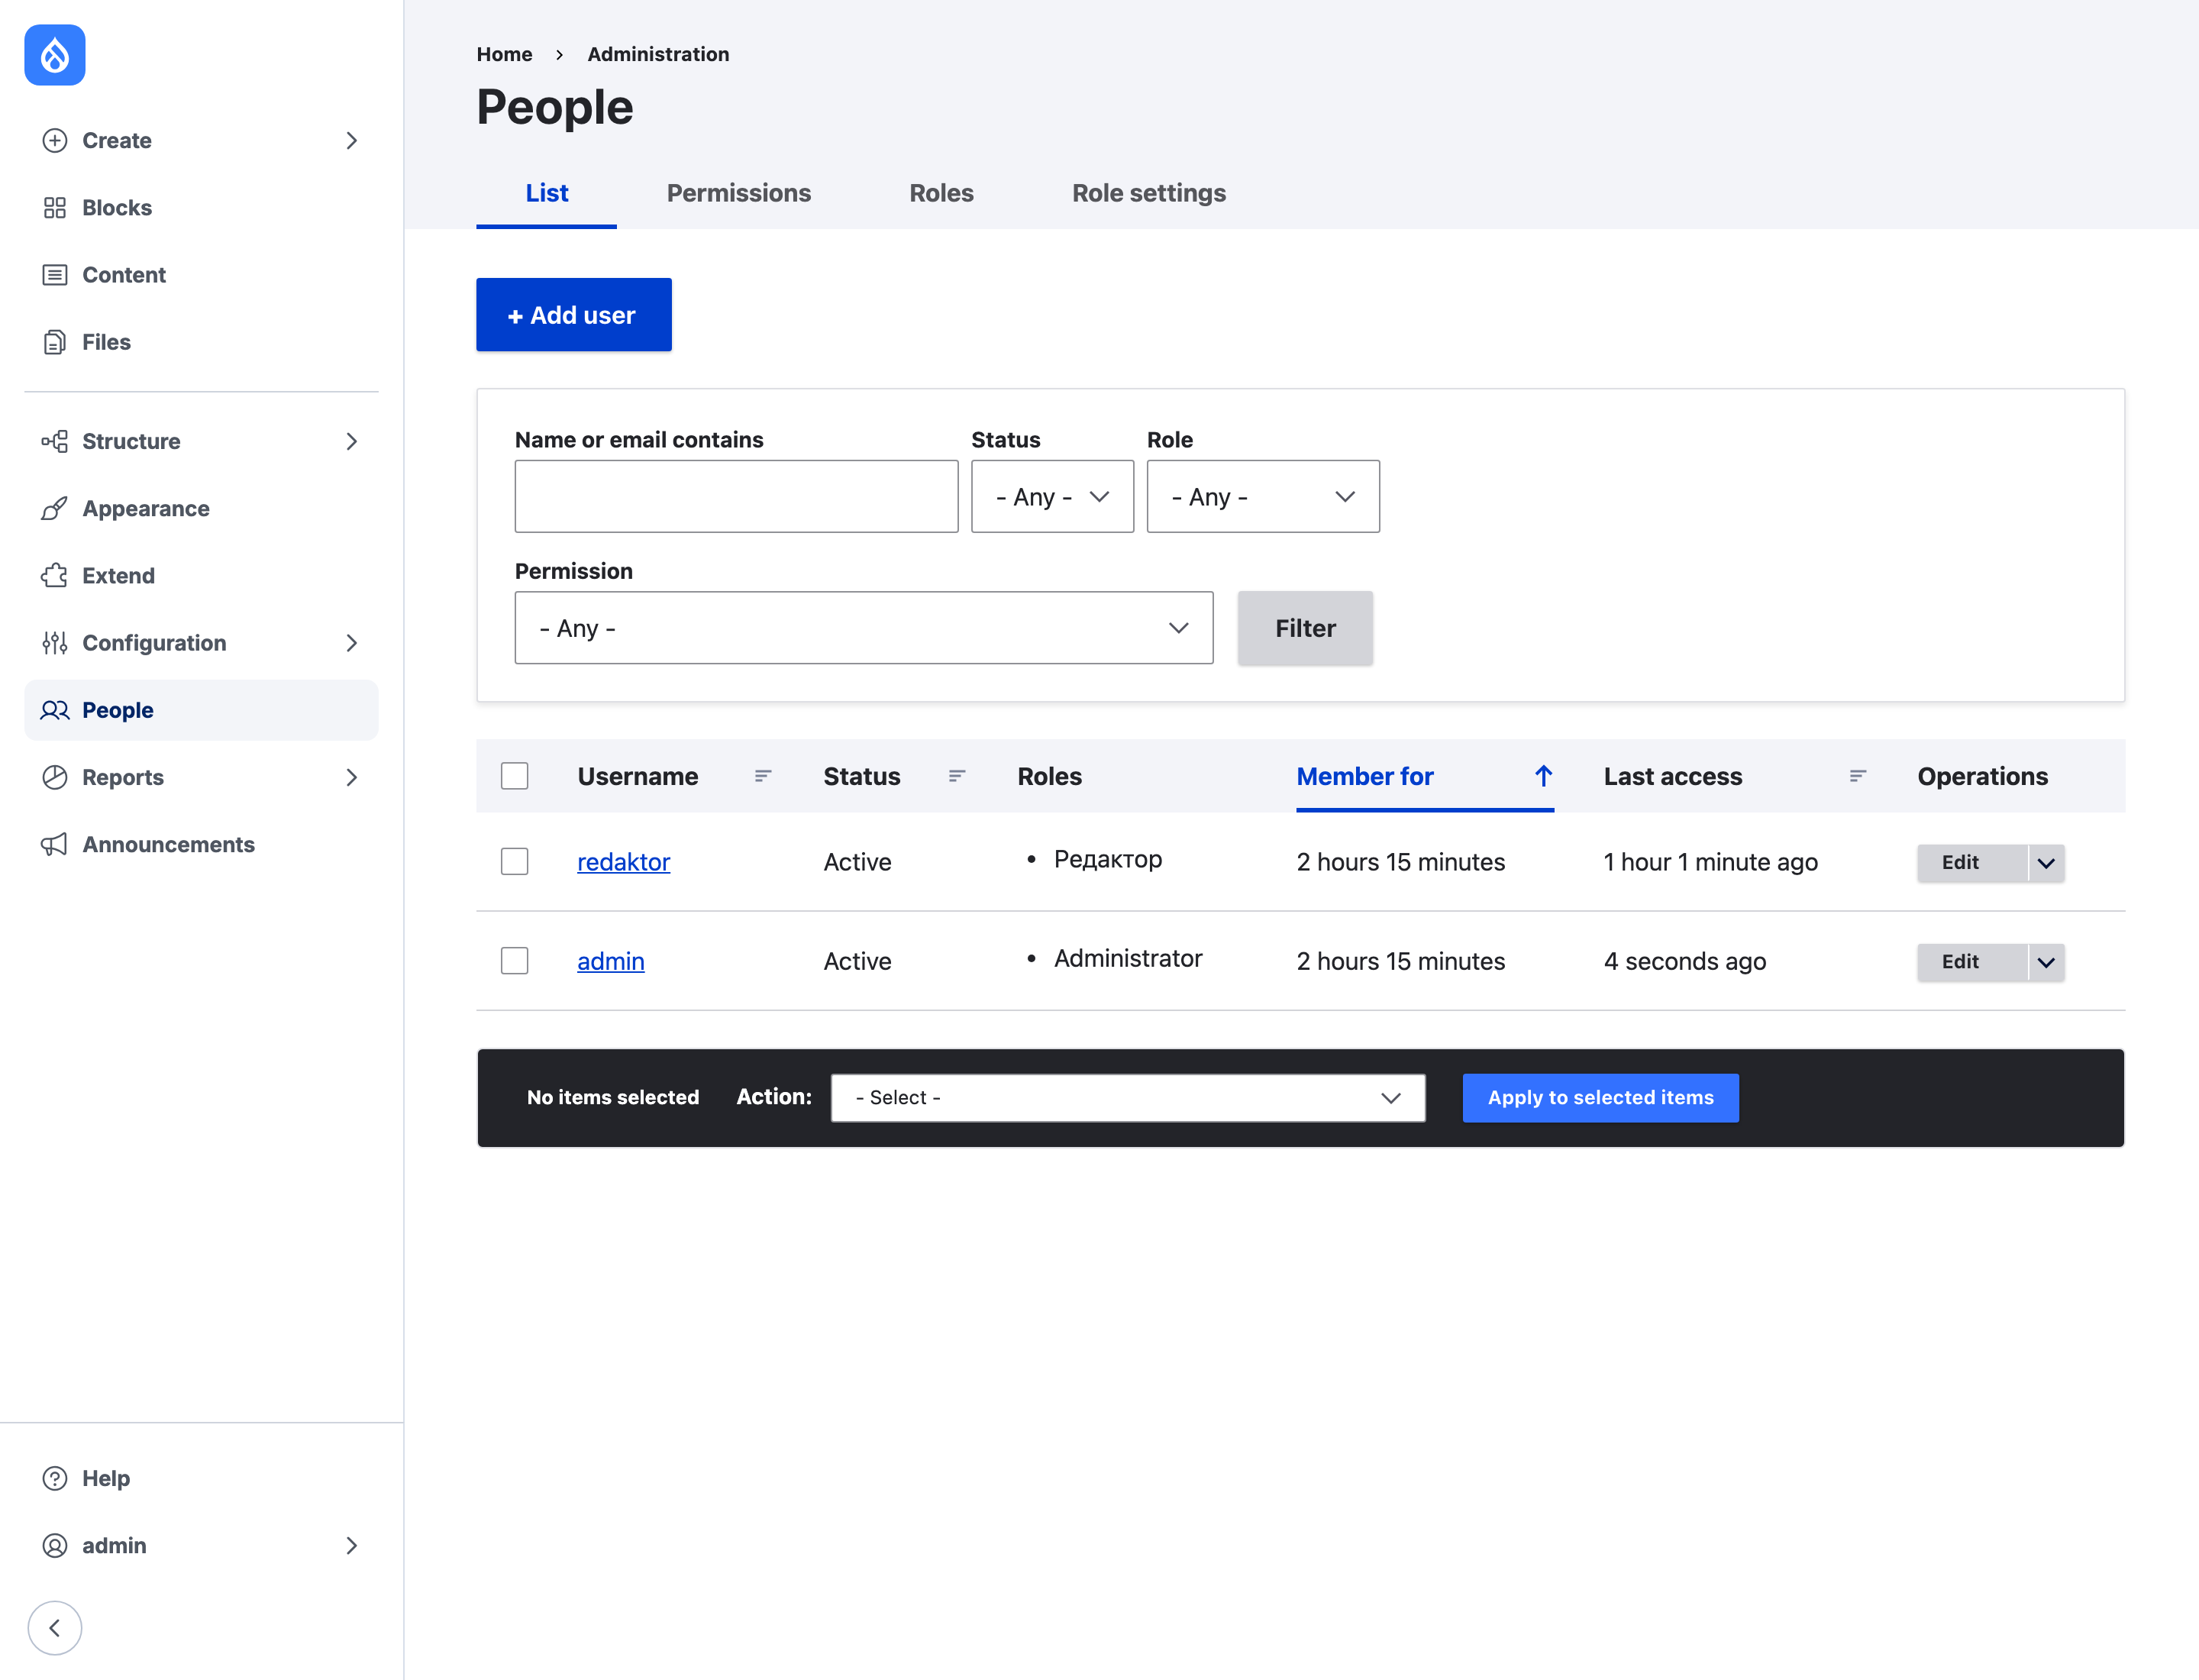 Create
Blocks
Content
Files
Structure
Appearance
Extend
Configuration
People
Reports
Announcements
Help
admin
Home › Administration
People
List Permissions Roles Role settings
+ Add user
Name or email contains Status Role
- Any - - Any -
Permission
- Any - Filter
Username Status Roles Member for Last access Operations
redaktor Active • Редактор 2 hours 15 minutes 1 hour 1 minute ago Edit
admin Active • Administrator 2 hours 15 minutes 4 seconds ago Edit
No items selected Action: - Select - Apply to selected items